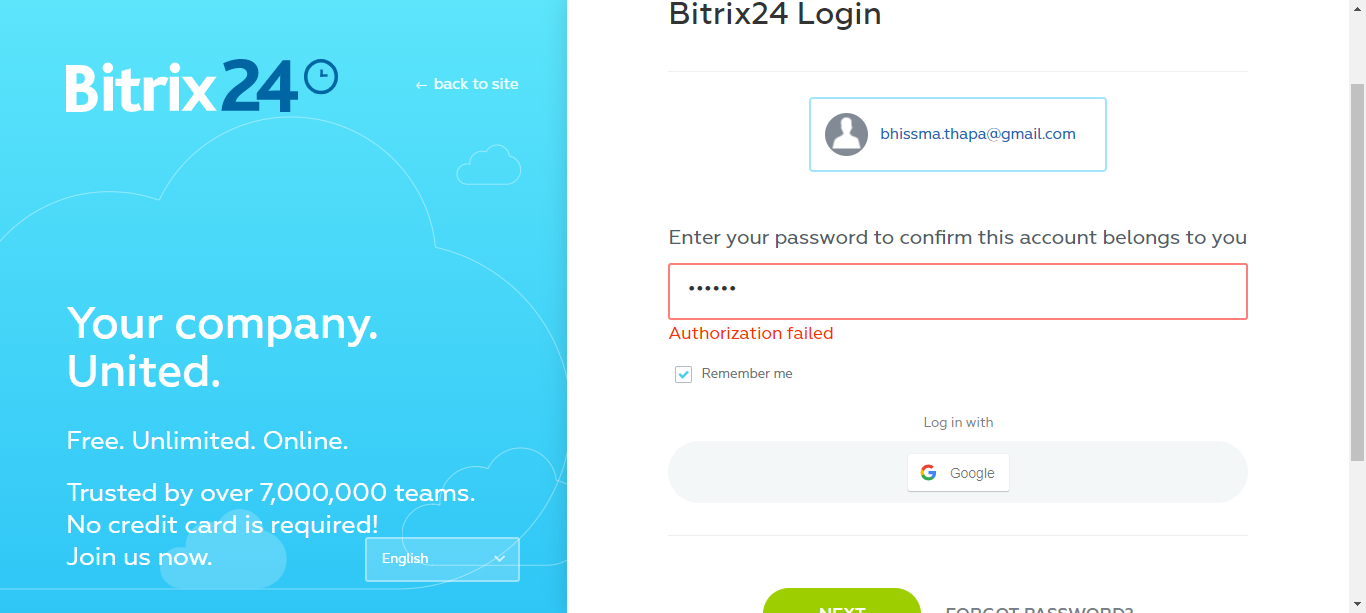 Bitrix24
← back to site
Your company.
United.
Free. Unlimited. Online.
Trusted by over 7,000,000 teams.
No credit card is required!
Join us now.
English
Bitrix24 Login
bhissma.thapa@gmail.com
Enter your password to confirm this account belongs to you
••••••
Authorization failed
Remember me
Log in with
Google
NEXT
FORGOT PASSWORD?